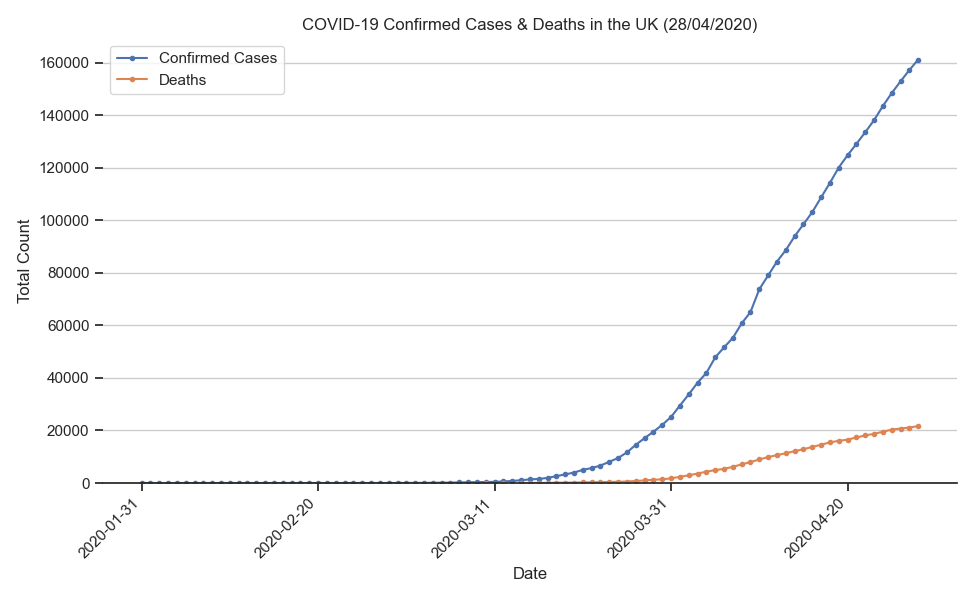 COVID-19 Confirmed Cases & Deaths in the UK (28/04/2020)
Confirmed Cases
Deaths
160000
140000
120000
100000
80000
60000
40000
20000
0
Total Count
2020-01-31
2020-02-20
2020-03-11
2020-03-31
2020-04-20
Date